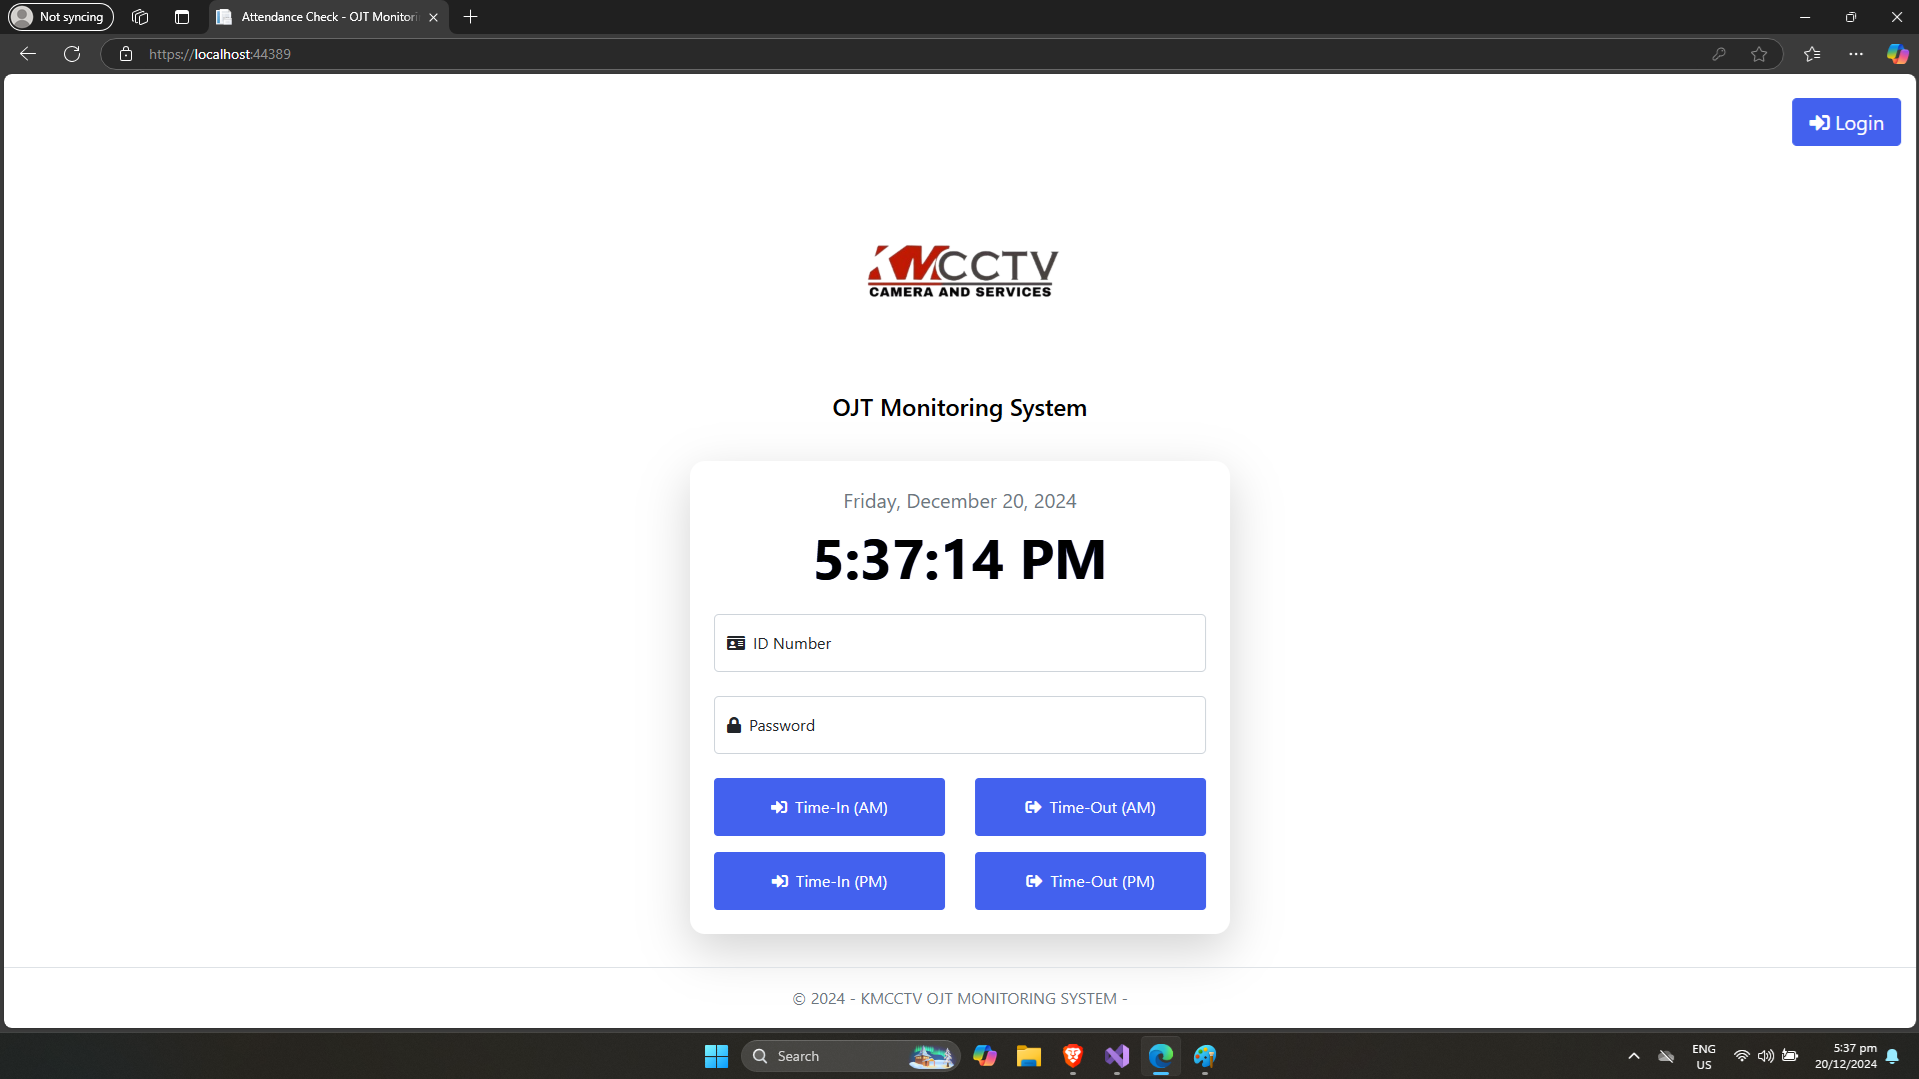 Not syncing
Attendance Check - OJT Monitori
https://localhost:44389
Login
KMCCTV
CAMERA AND SERVICES
OJT Monitoring System
Friday, December 20, 2024
5:37:14 PM
ID Number
Password
Time-In (AM) Time-Out (AM)
Time-In (PM) Time-Out (PM)
© 2024 - KMCCTV OJT MONITORING SYSTEM -
Search
ENG
US
5:37 pm
20/12/2024